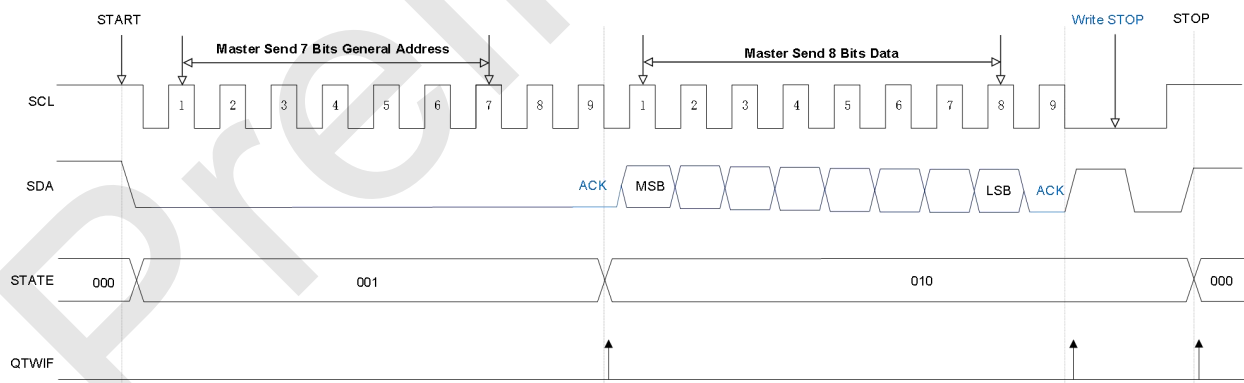 START Write STOP STOP
Master Send 7 Bits General Address Master Send 8 Bits Data
SCL 1 2 3 4 5 6 7 8 9 1 2 3 4 5 6 7 8 9
SDA ACK MSB LSB ACK
STATE 000 001 010 000
QTWIF
Prelim